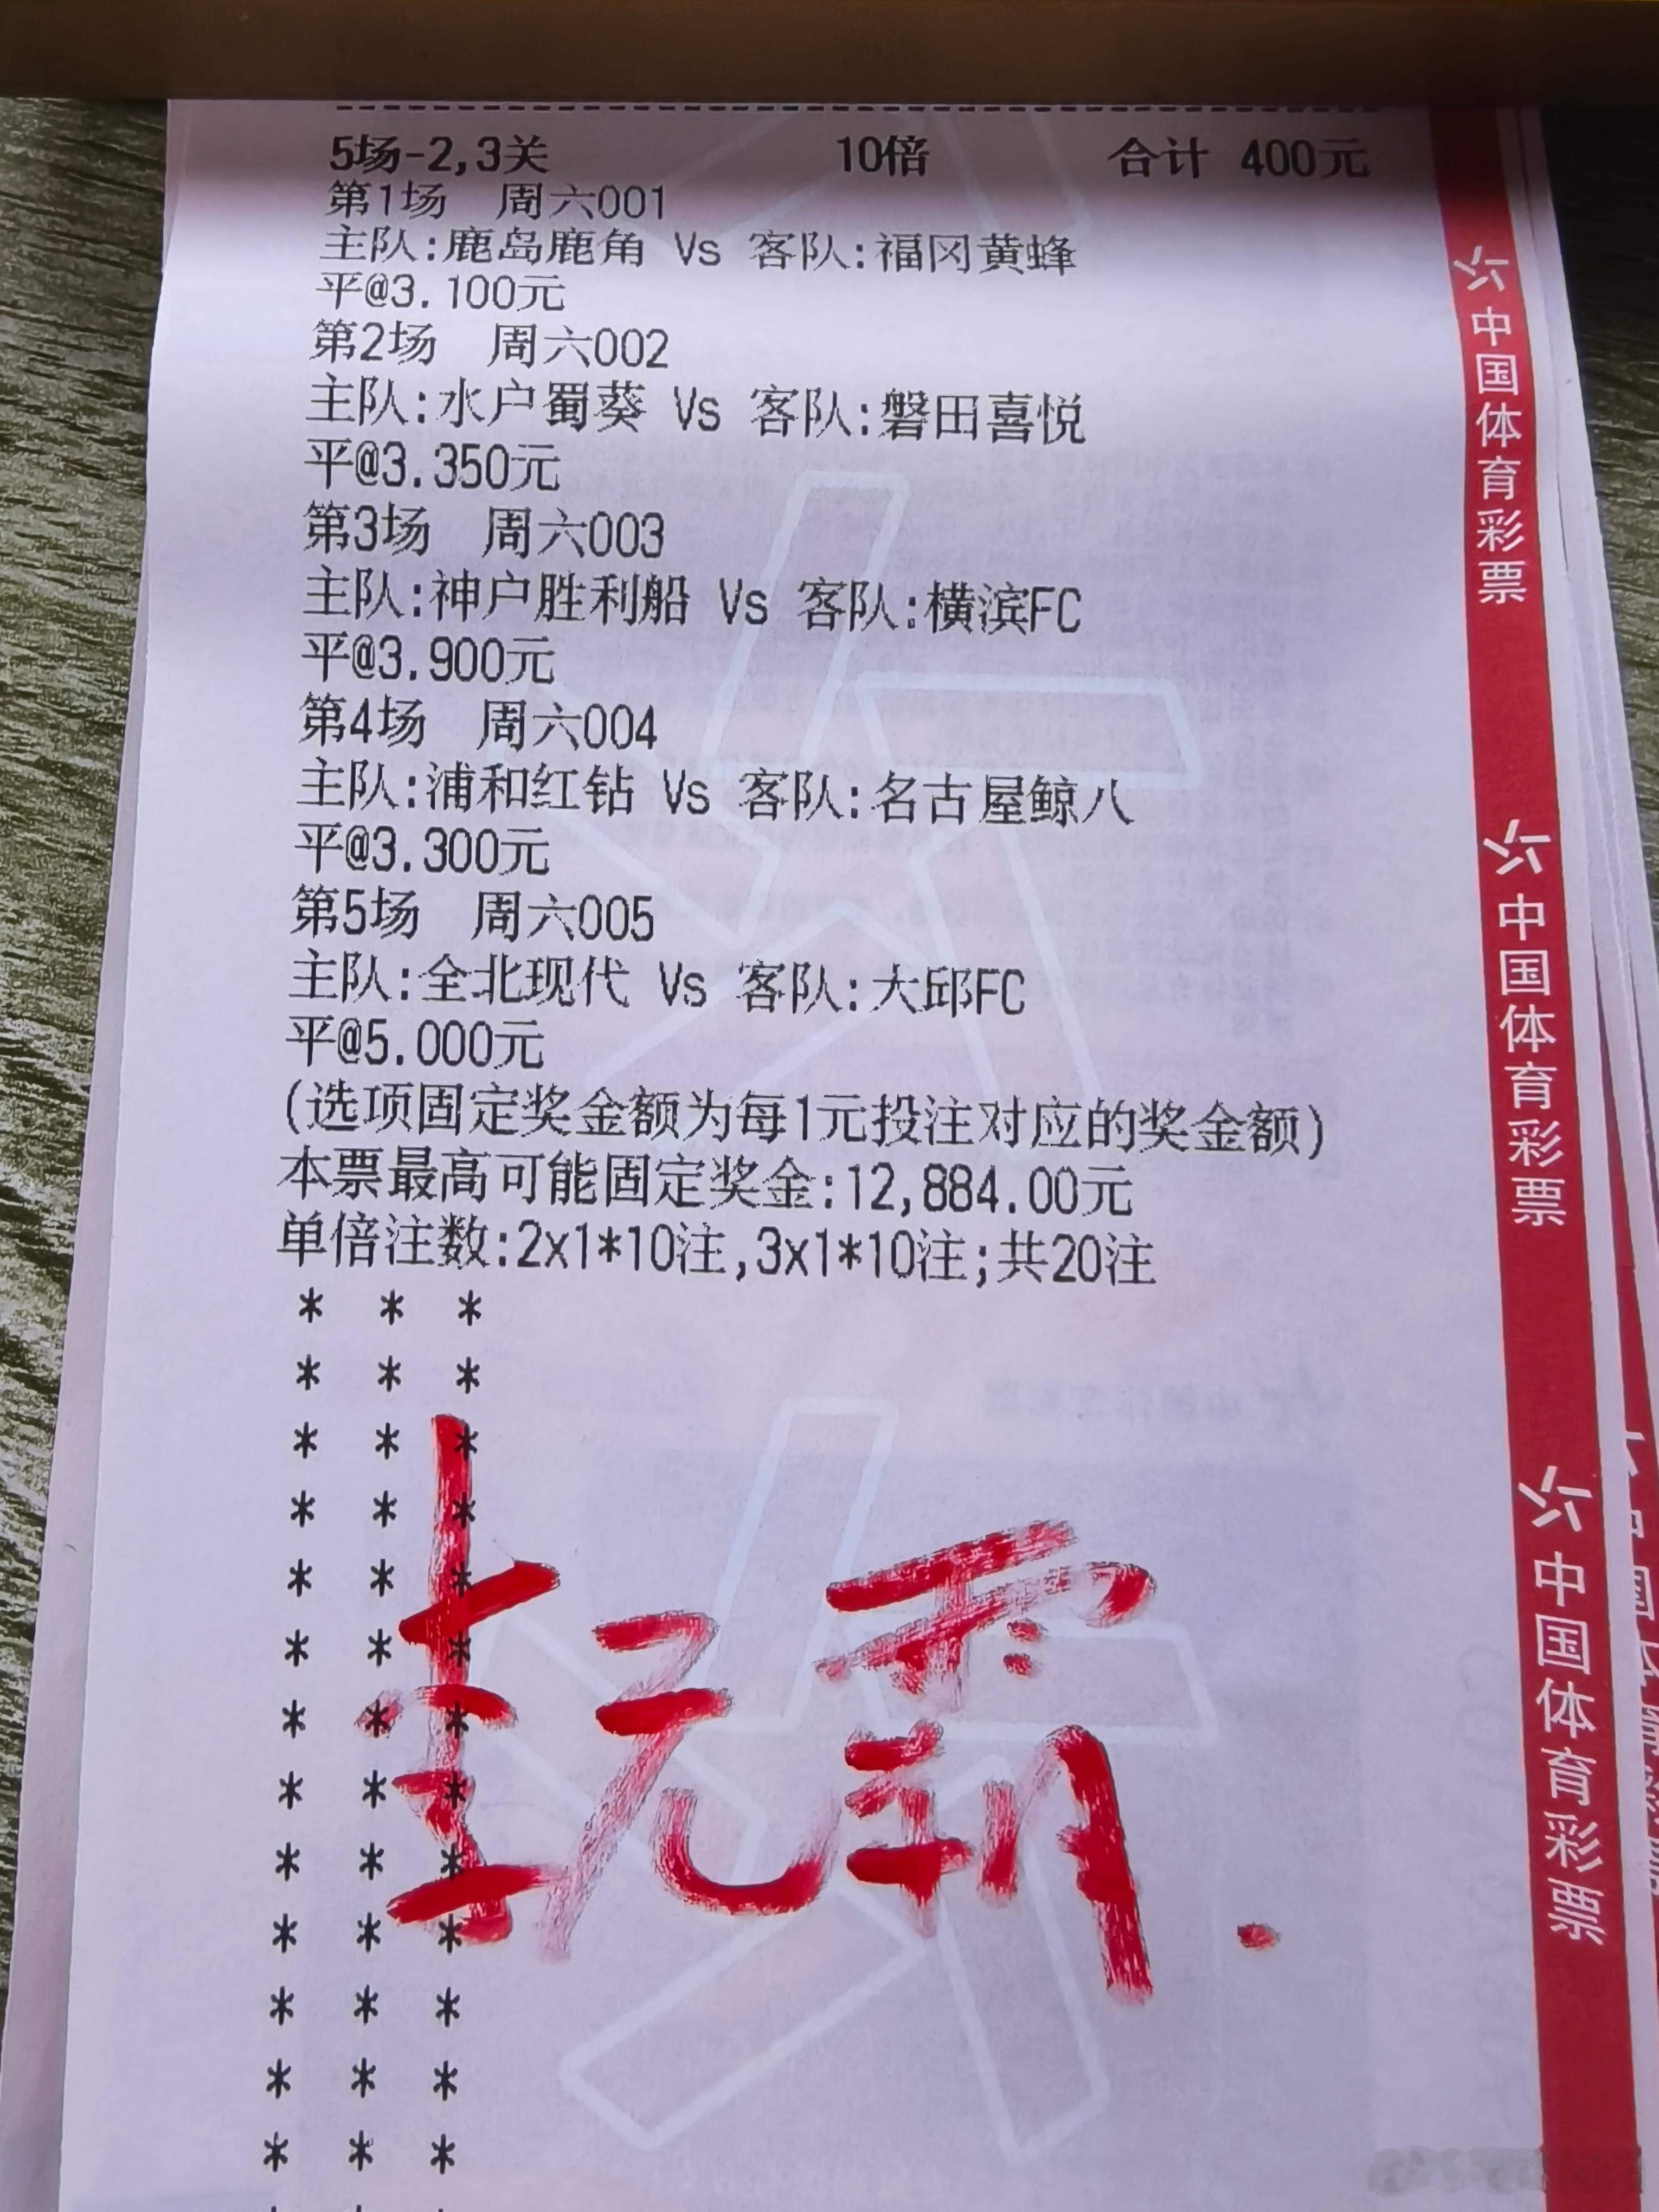 5场-2,3关 10倍 合计 400元
第1场 周六001
主队:鹿岛鹿角 Vs 客队:福冈黄蜂
平@3.100元
第2场 周六002
主队:水户蜀葵 Vs 客队:磐田喜悦
平@3.350元
第3场 周六003
主队:神户胜利船 Vs 客队:横滨FC
平@3.900元
第4场 周六004
主队:浦和红钻 Vs 客队:名古屋鲸八
平@3.300元
第5场 周六005
主队:全北现代 Vs 客队:大邱FC
平@5.000元
(选项固定奖金额为每1元投注对应的奖金额)
本票最高可能固定奖金:12,884.00元
单倍注数:2x1*10注,3x1*10注;共20注
* * *
* * *
* * *
* * *
* * *
* * *
* * *
* * *
* * *
* * *
* * *
* * *
* * *
中国体育彩票
中国体育彩票
中国体育彩票